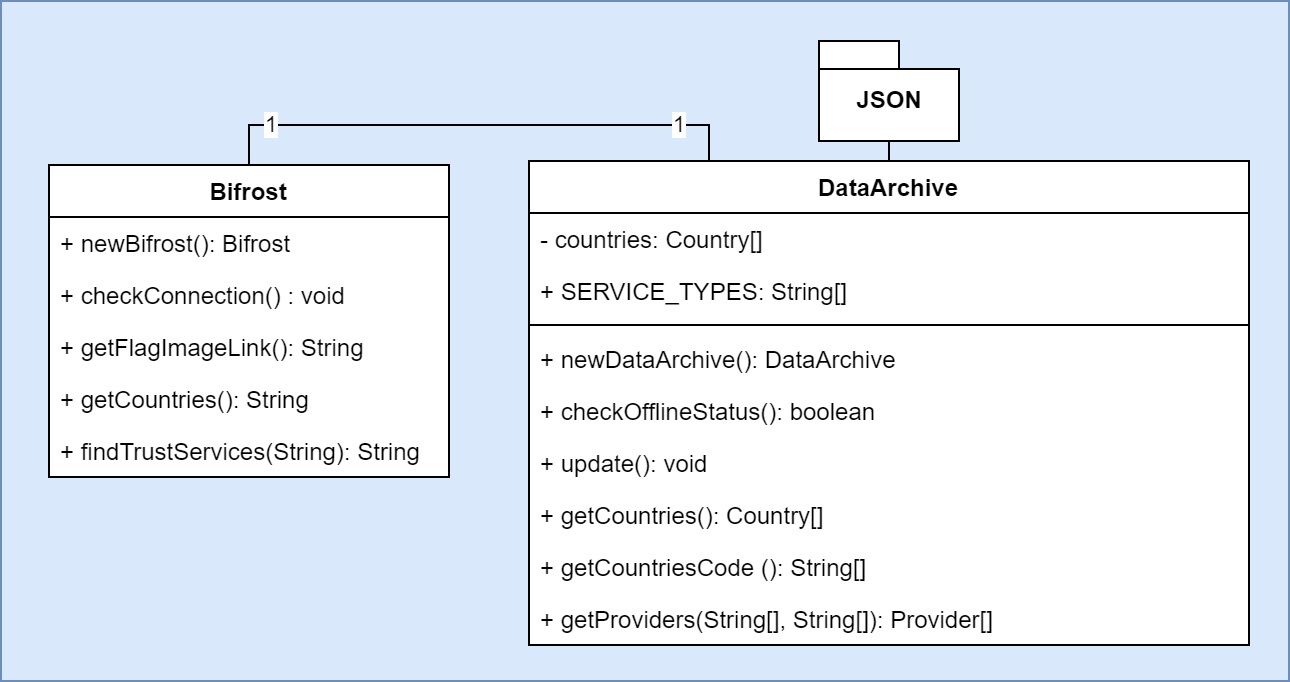 JSON
1
1
Bifrost
+ newBifrost(): Bifrost
+ checkConnection() : void
+ getFlagImageLink(): String
+ getCountries(): String
+ findTrustServices(String): String
DataArchive
- countries: Country[]
+ SERVICE_TYPES: String[]
+ newDataArchive(): DataArchive
+ checkOfflineStatus(): boolean
+ update(): void
+ getCountries(): Country[]
+ getCountriesCode (): String[]
+ getProviders(String[], String[]): Provider[]